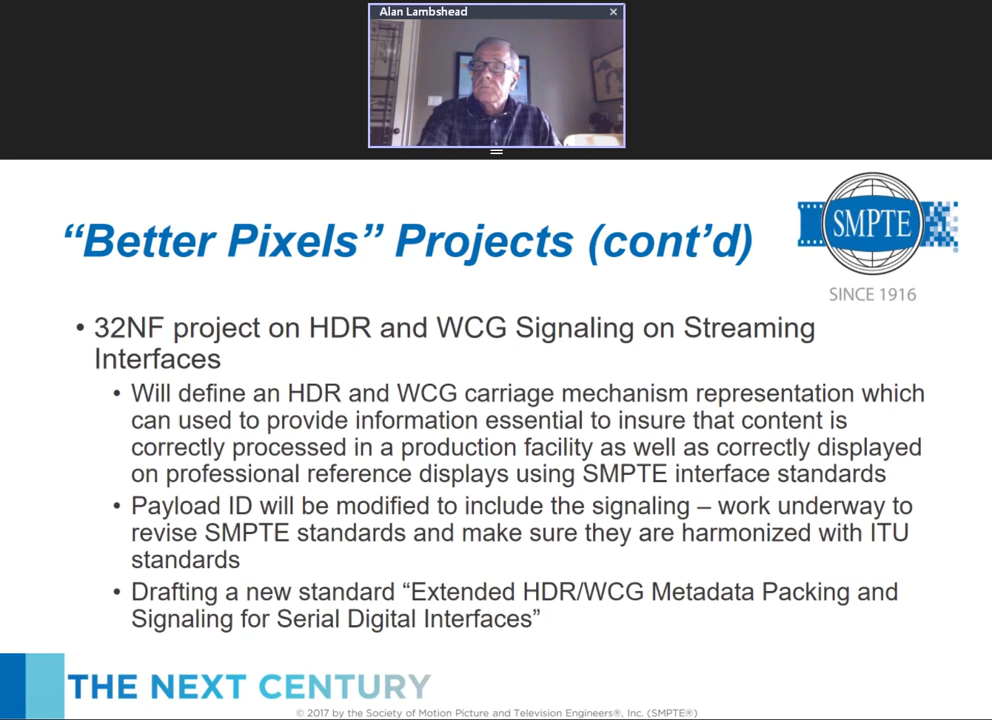 Alan Lambshead
“Better Pixels” Projects (cont’d)
SMPTE
SINCE 1916
• 32NF project on HDR and WCG Signaling on Streaming
Interfaces
• Will define an HDR and WCG carriage mechanism representation which
can used to provide information essential to insure that content is
correctly processed in a production facility as well as correctly displayed
on professional reference displays using SMPTE interface standards
• Payload ID will be modified to include the signaling – work underway to
revise SMPTE standards and make sure they are harmonized with ITU
standards
• Drafting a new standard “Extended HDR/WCG Metadata Packing and
Signaling for Serial Digital Interfaces”
THE NEXT CENTURY
© 2017 by the Society of Motion Picture and Television Engineers®, Inc. (SMPTE®)